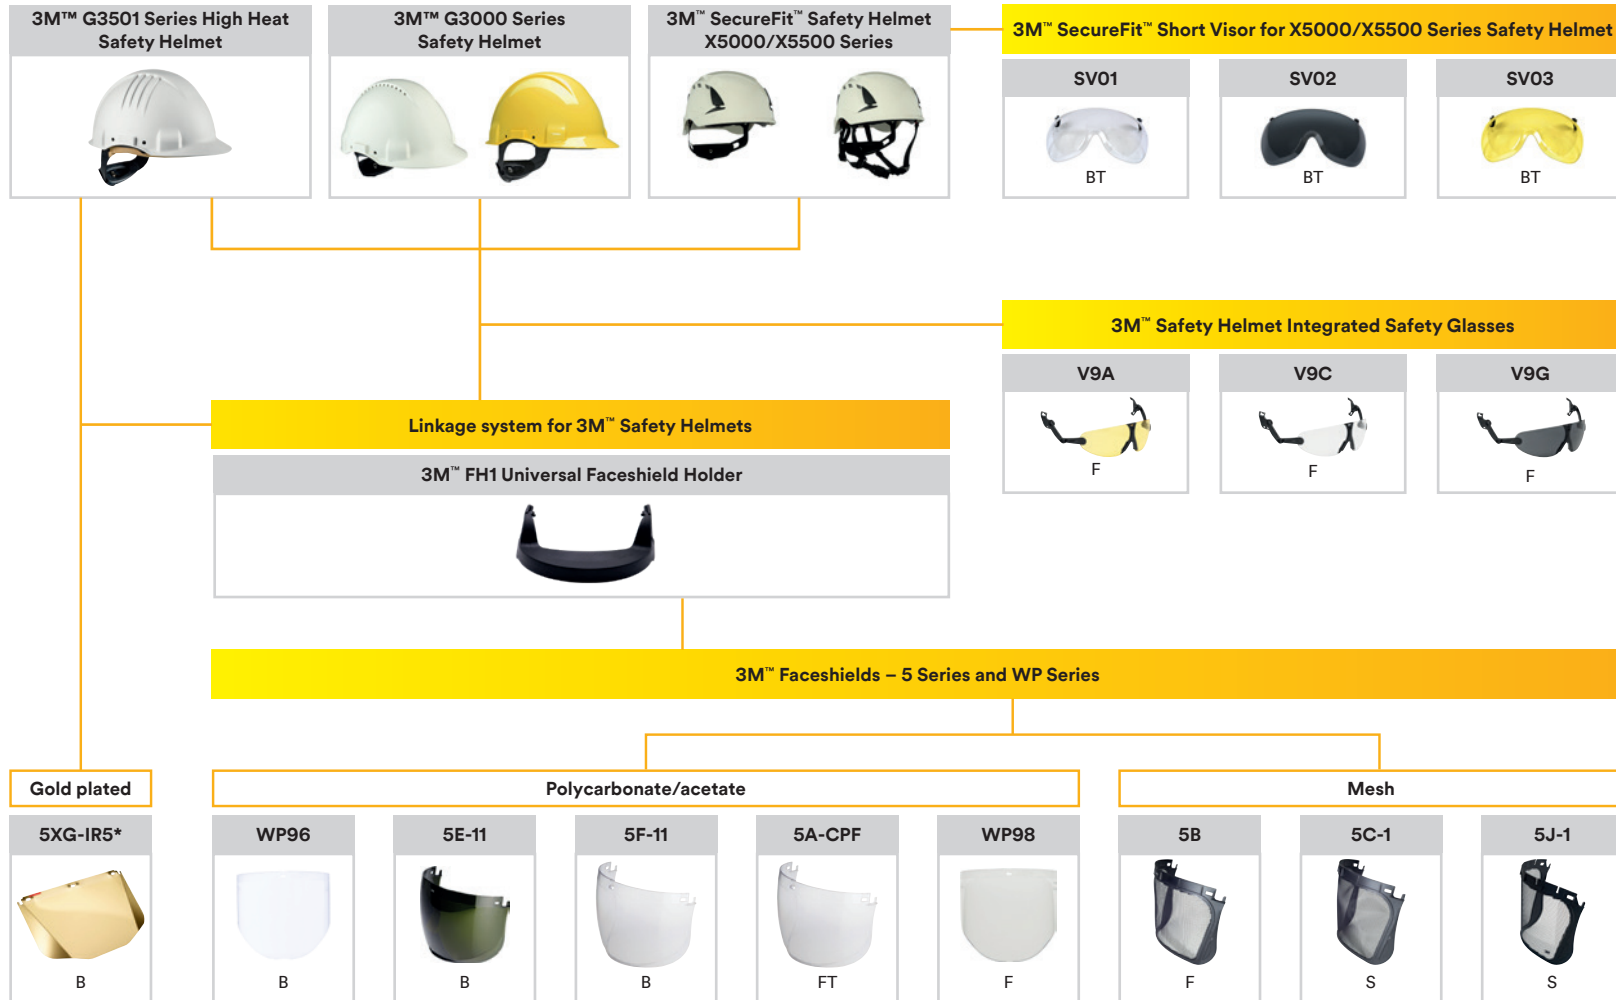 3M™ G3501 Series High Heat
Safety Helmet
3M™ G3000 Series
Safety Helmet
3M™ SecureFit™ Safety Helmet
X5000/X5500 Series
3M™ SecureFit™ Short Visor for X5000/X5500 Series Safety Helmet
SV01
SV02
SV03
BT
BT
BT
3M™ Safety Helmet Integrated Safety Glasses
V9A
V9C
V9G
F
F
F
Linkage system for 3M™ Safety Helmets
3M™ FH1 Universal Faceshield Holder
3M™ Faceshields – 5 Series and WP Series
Gold plated
Polycarbonate/acetate
Mesh
5XG-IR5*
WP96
5E-11
5F-11
5A-CPF
WP98
5B
5C-1
5J-1
B
B
B
B
FT
F
F
S
S